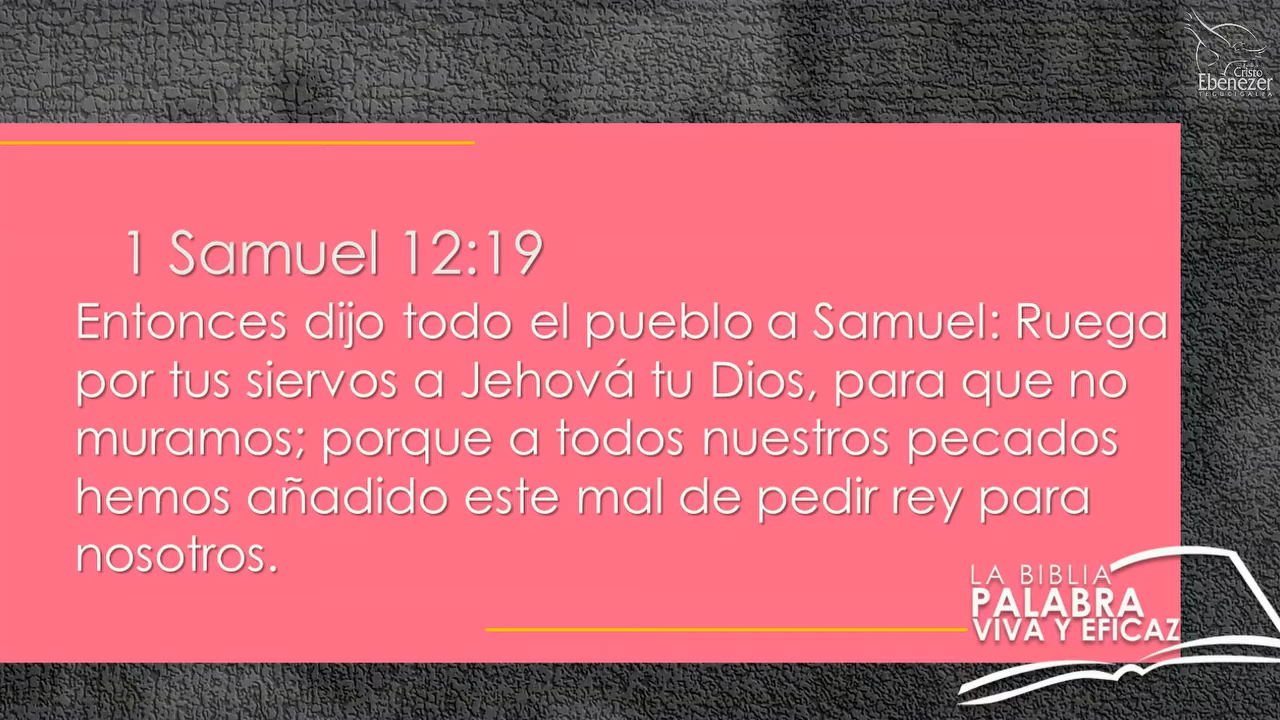 Cristo
Ebenezer
TEGUCIGALPA
1 Samuel 12:19
Entonces dijo todo el pueblo a Samuel: Ruega
por tus siervos a Jehová tu Dios, para que no
muramos; porque a todos nuestros pecados
hemos añadido este mal de pedir rey para
nosotros.
LA BIBLIA
PALABRA
VIVA Y EFICAZ